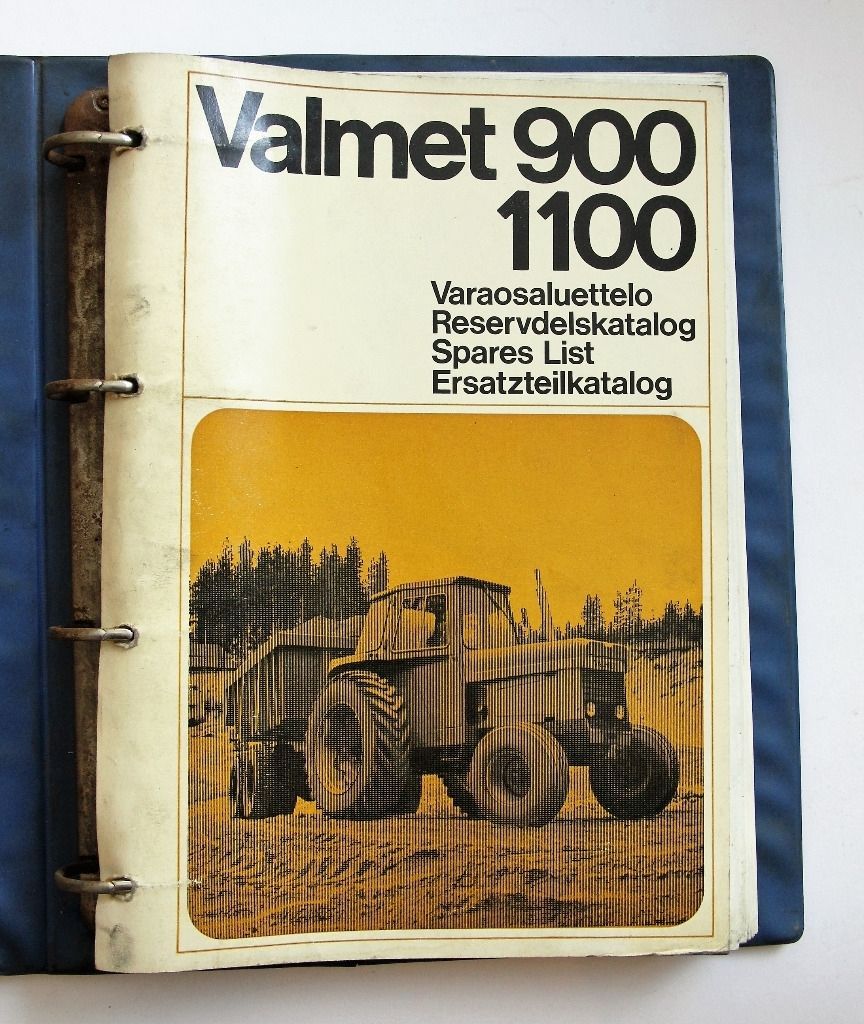 Valmet 900
1100
Varaosaluettelo
Reservdelskatalog
Spares List
Ersatzteilkatalog